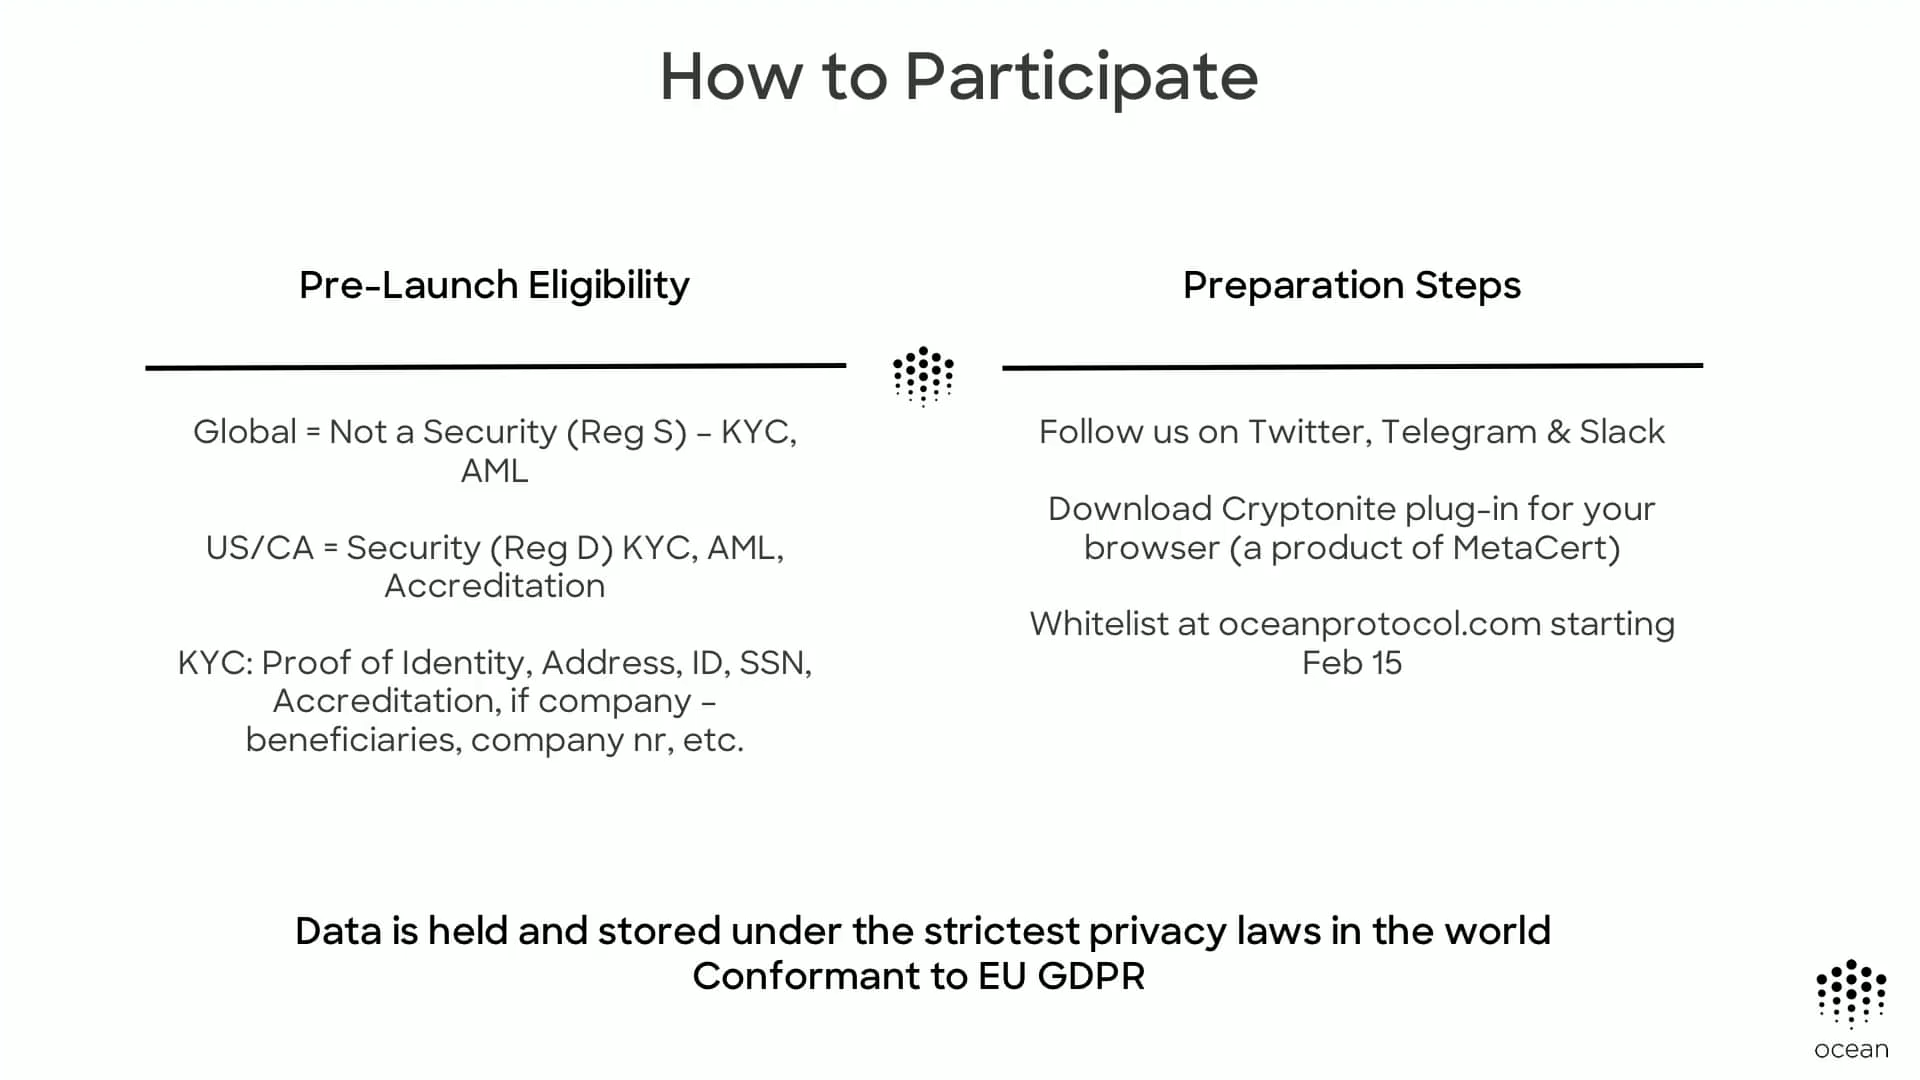 How to Participate
Pre-Launch Eligibility
Global = Not a Security (Reg S) – KYC,
AML
US/CA = Security (Reg D) KYC, AML,
Accreditation
KYC: Proof of Identity, Address, ID, SSN,
Accreditation, if company –
beneficiaries, company nr, etc.
Preparation Steps
Follow us on Twitter, Telegram & Slack
Download Cryptonite plug-in for your
browser (a product of MetaCert)
Whitelist at oceanprotocol.com starting
Feb 15
Data is held and stored under the strictest privacy laws in the world
Conformant to EU GDPR
ocean